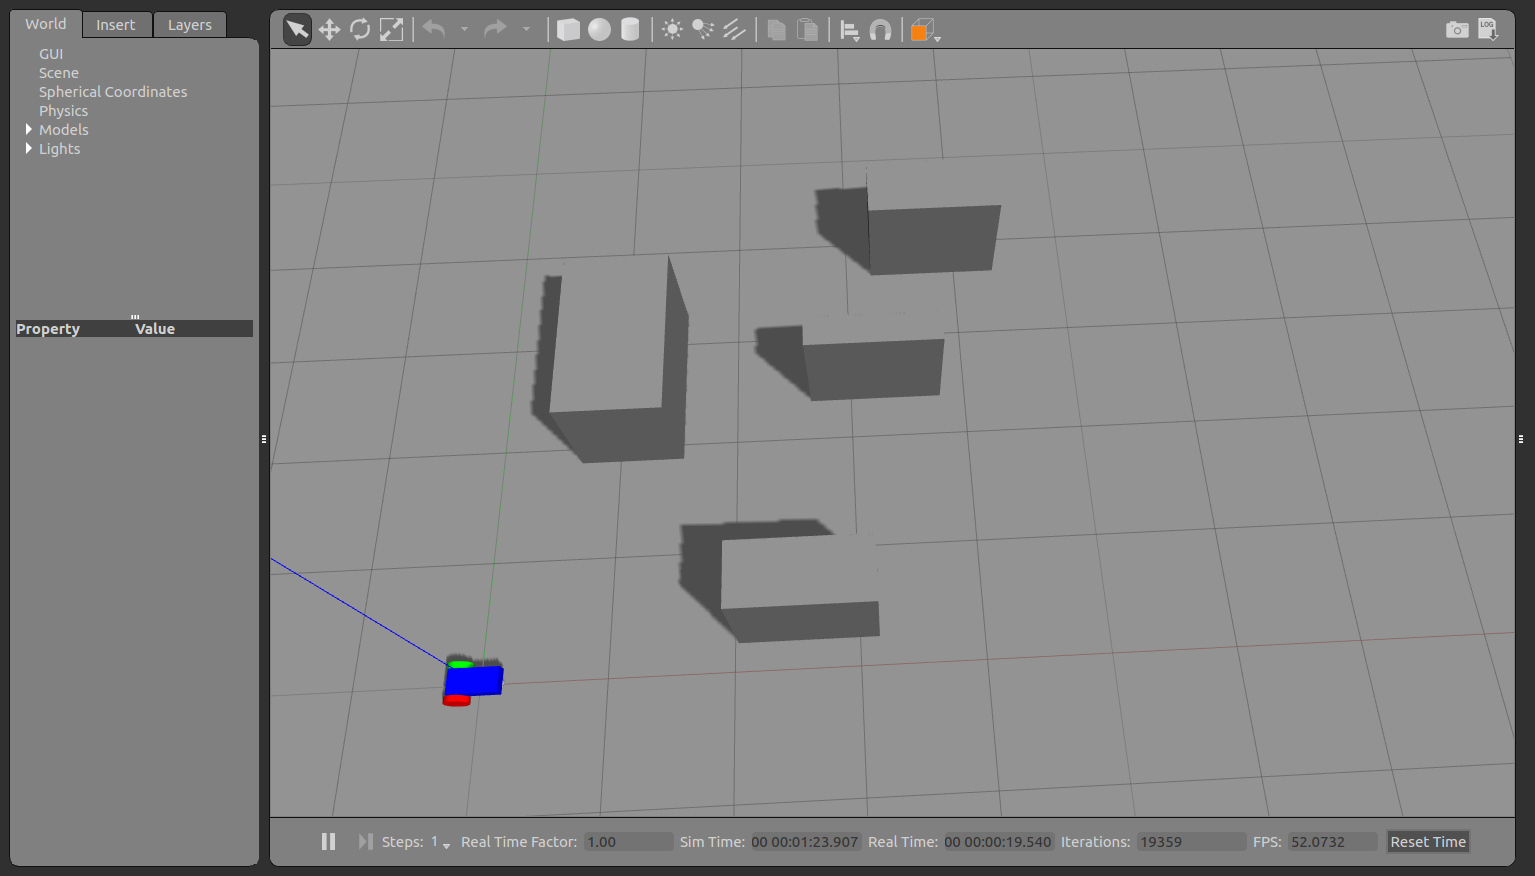 World Insert Layers
GUI
Scene
Spherical Coordinates
Physics
Models
Lights
Property Value
LOG
Steps: 1 Real Time Factor: 1.00 Sim Time: 00 00:01:23.907 Real Time: 00 00:00:19.540 Iterations: 19359 FPS: 52.0732 Reset Time